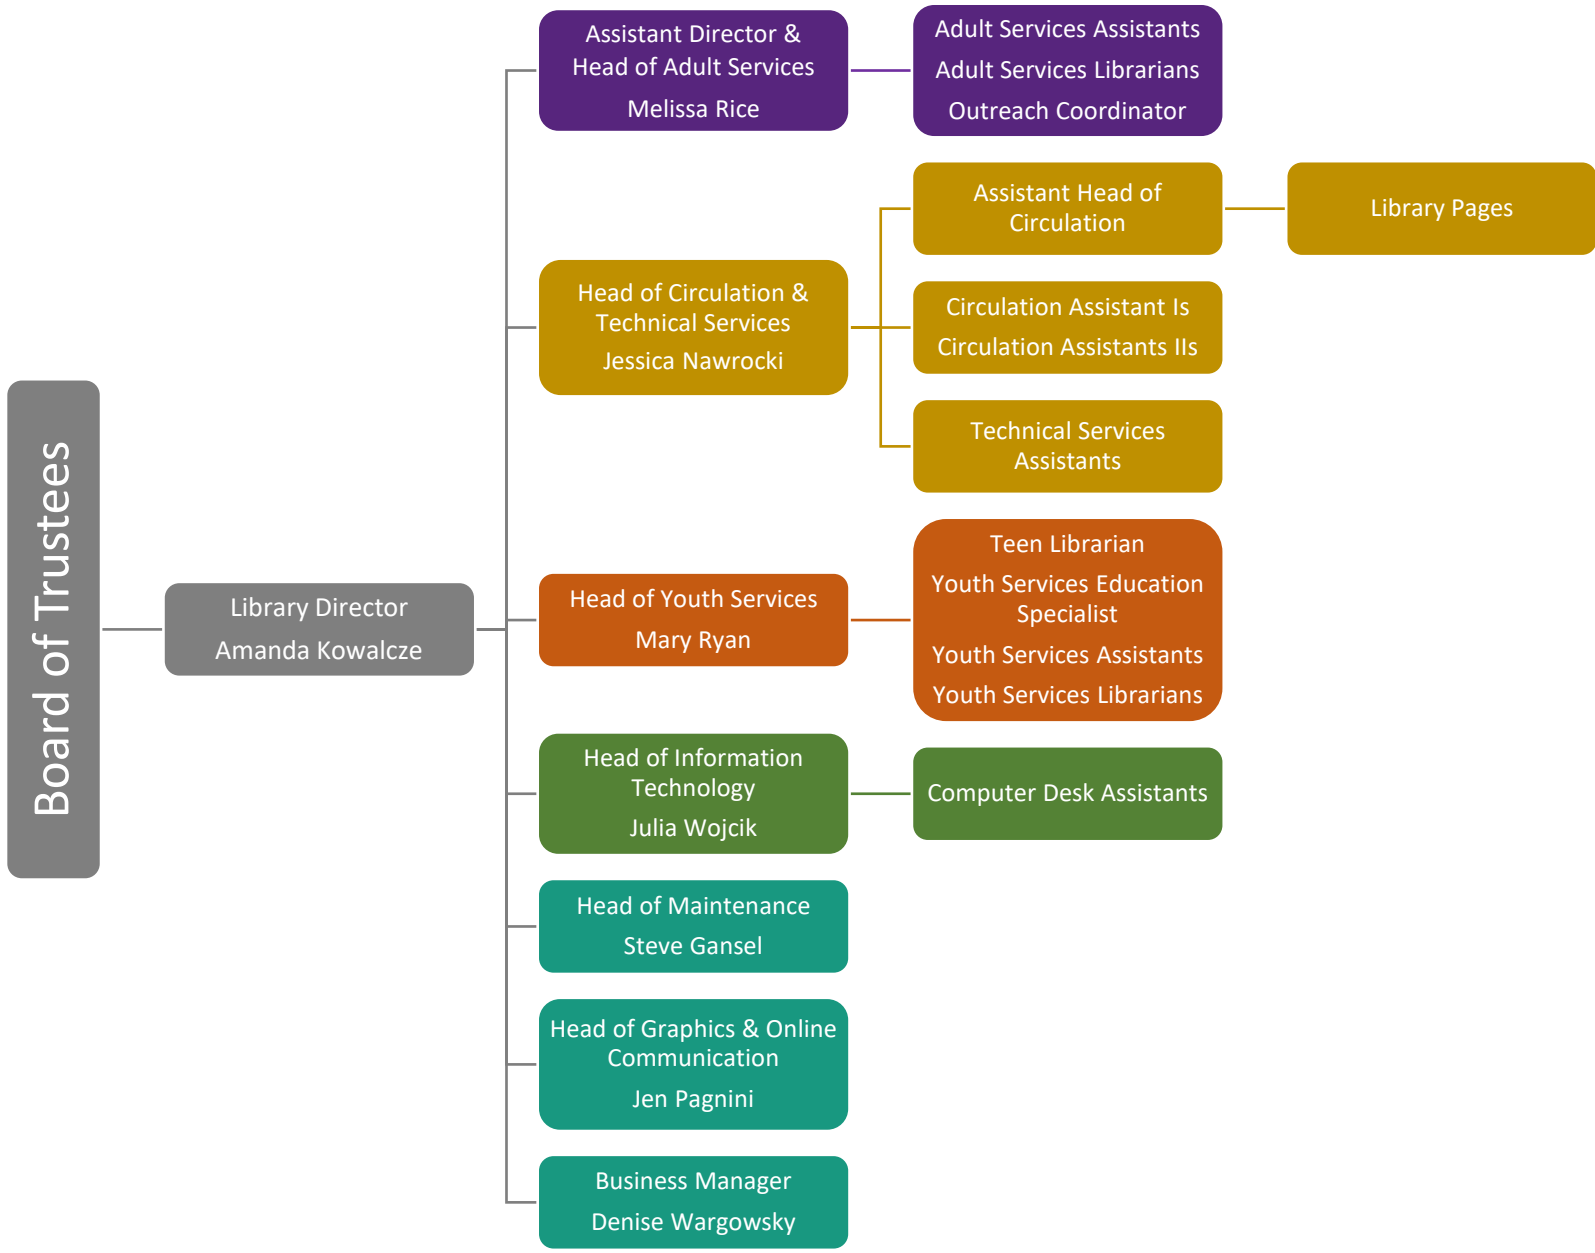 Board of Trustees
Library Director
Amanda Kowalcze
Assistant Director &
Head of Adult Services
Melissa Rice
Adult Services Assistants
Adult Services Librarians
Outreach Coordinator
Head of Circulation &
Technical Services
Jessica Nawrocki
Assistant Head of
Circulation
Library Pages
Circulation Assistant Is
Circulation Assistants IIs
Technical Services
Assistants
Head of Youth Services
Mary Ryan
Teen Librarian
Youth Services Education
Specialist
Youth Services Assistants
Youth Services Librarians
Head of Information
Technology
Julia Wojcik
Computer Desk Assistants
Head of Maintenance
Steve Gansel
Head of Graphics & Online
Communication
Jen Pagnini
Business Manager
Denise Wargowsky